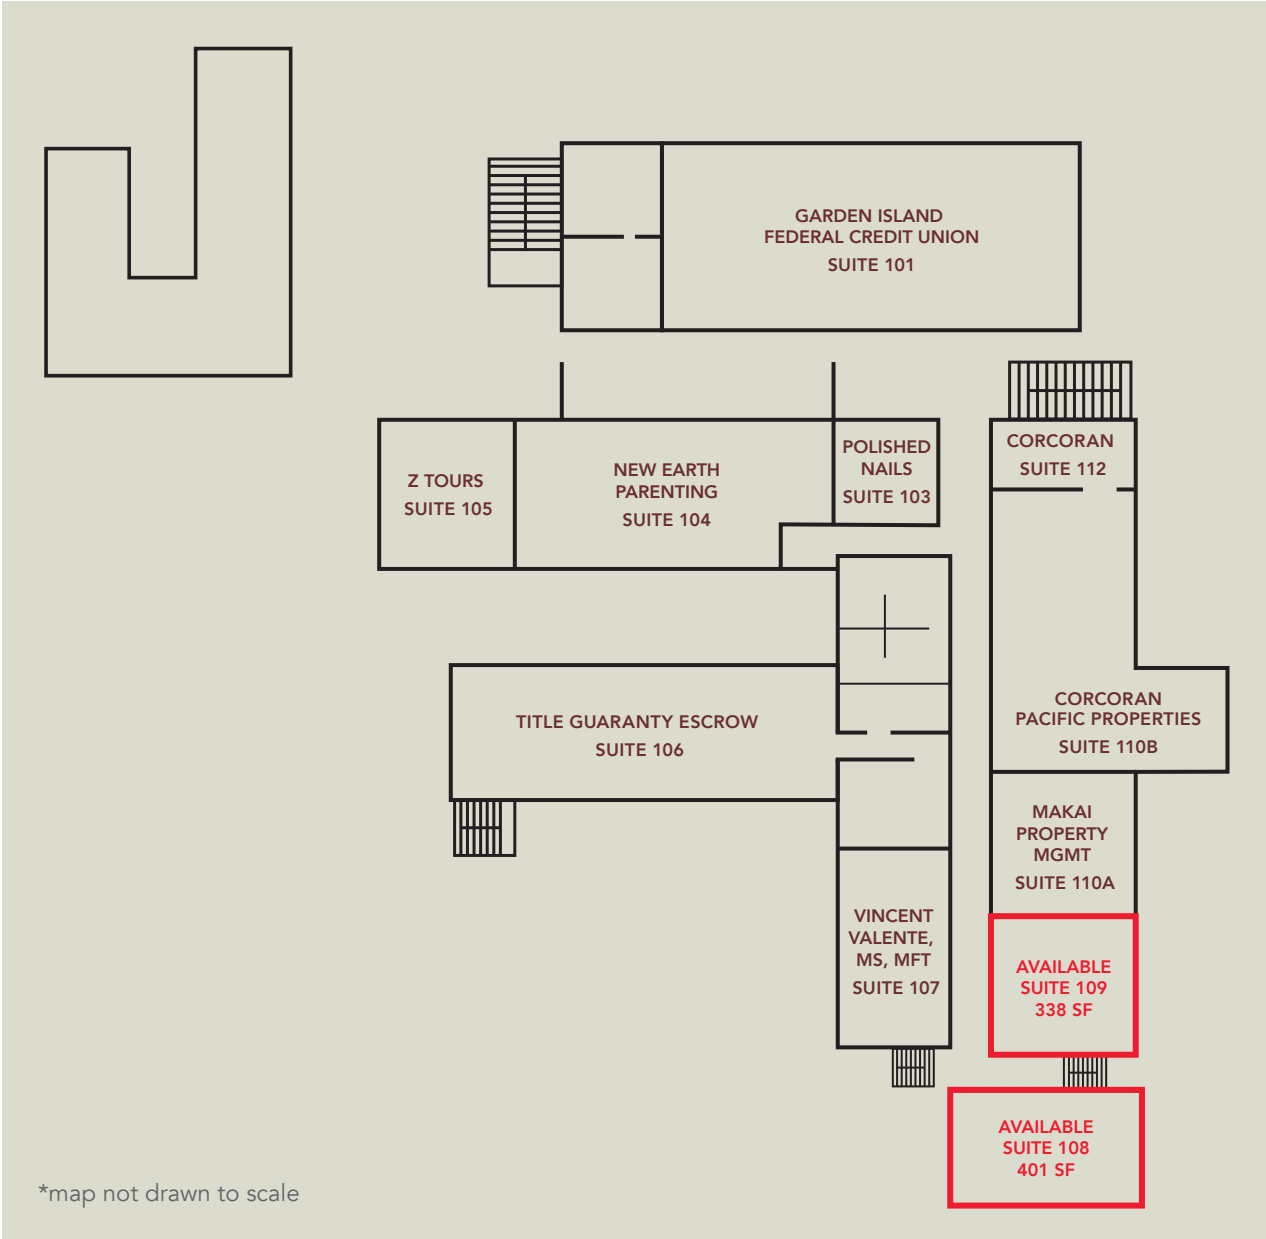 GARDEN ISLAND
FEDERAL CREDIT UNION
SUITE 101
Z TOURS
SUITE 105
NEW EARTH
PARENTING
SUITE 104
POLISHED
NAILS
SUITE 103
CORCORAN
SUITE 112
TITLE GUARANTY ESCROW
SUITE 106
CORCORAN
PACIFIC PROPERTIES
SUITE 110B
MAKAI
PROPERTY
MGMT
SUITE 110A
VINCENT
VALENTE,
MS, MFT
SUITE 107
AVAILABLE
SUITE 109
338 SF
AVAILABLE
SUITE 108
401 SF
*map not drawn to scale